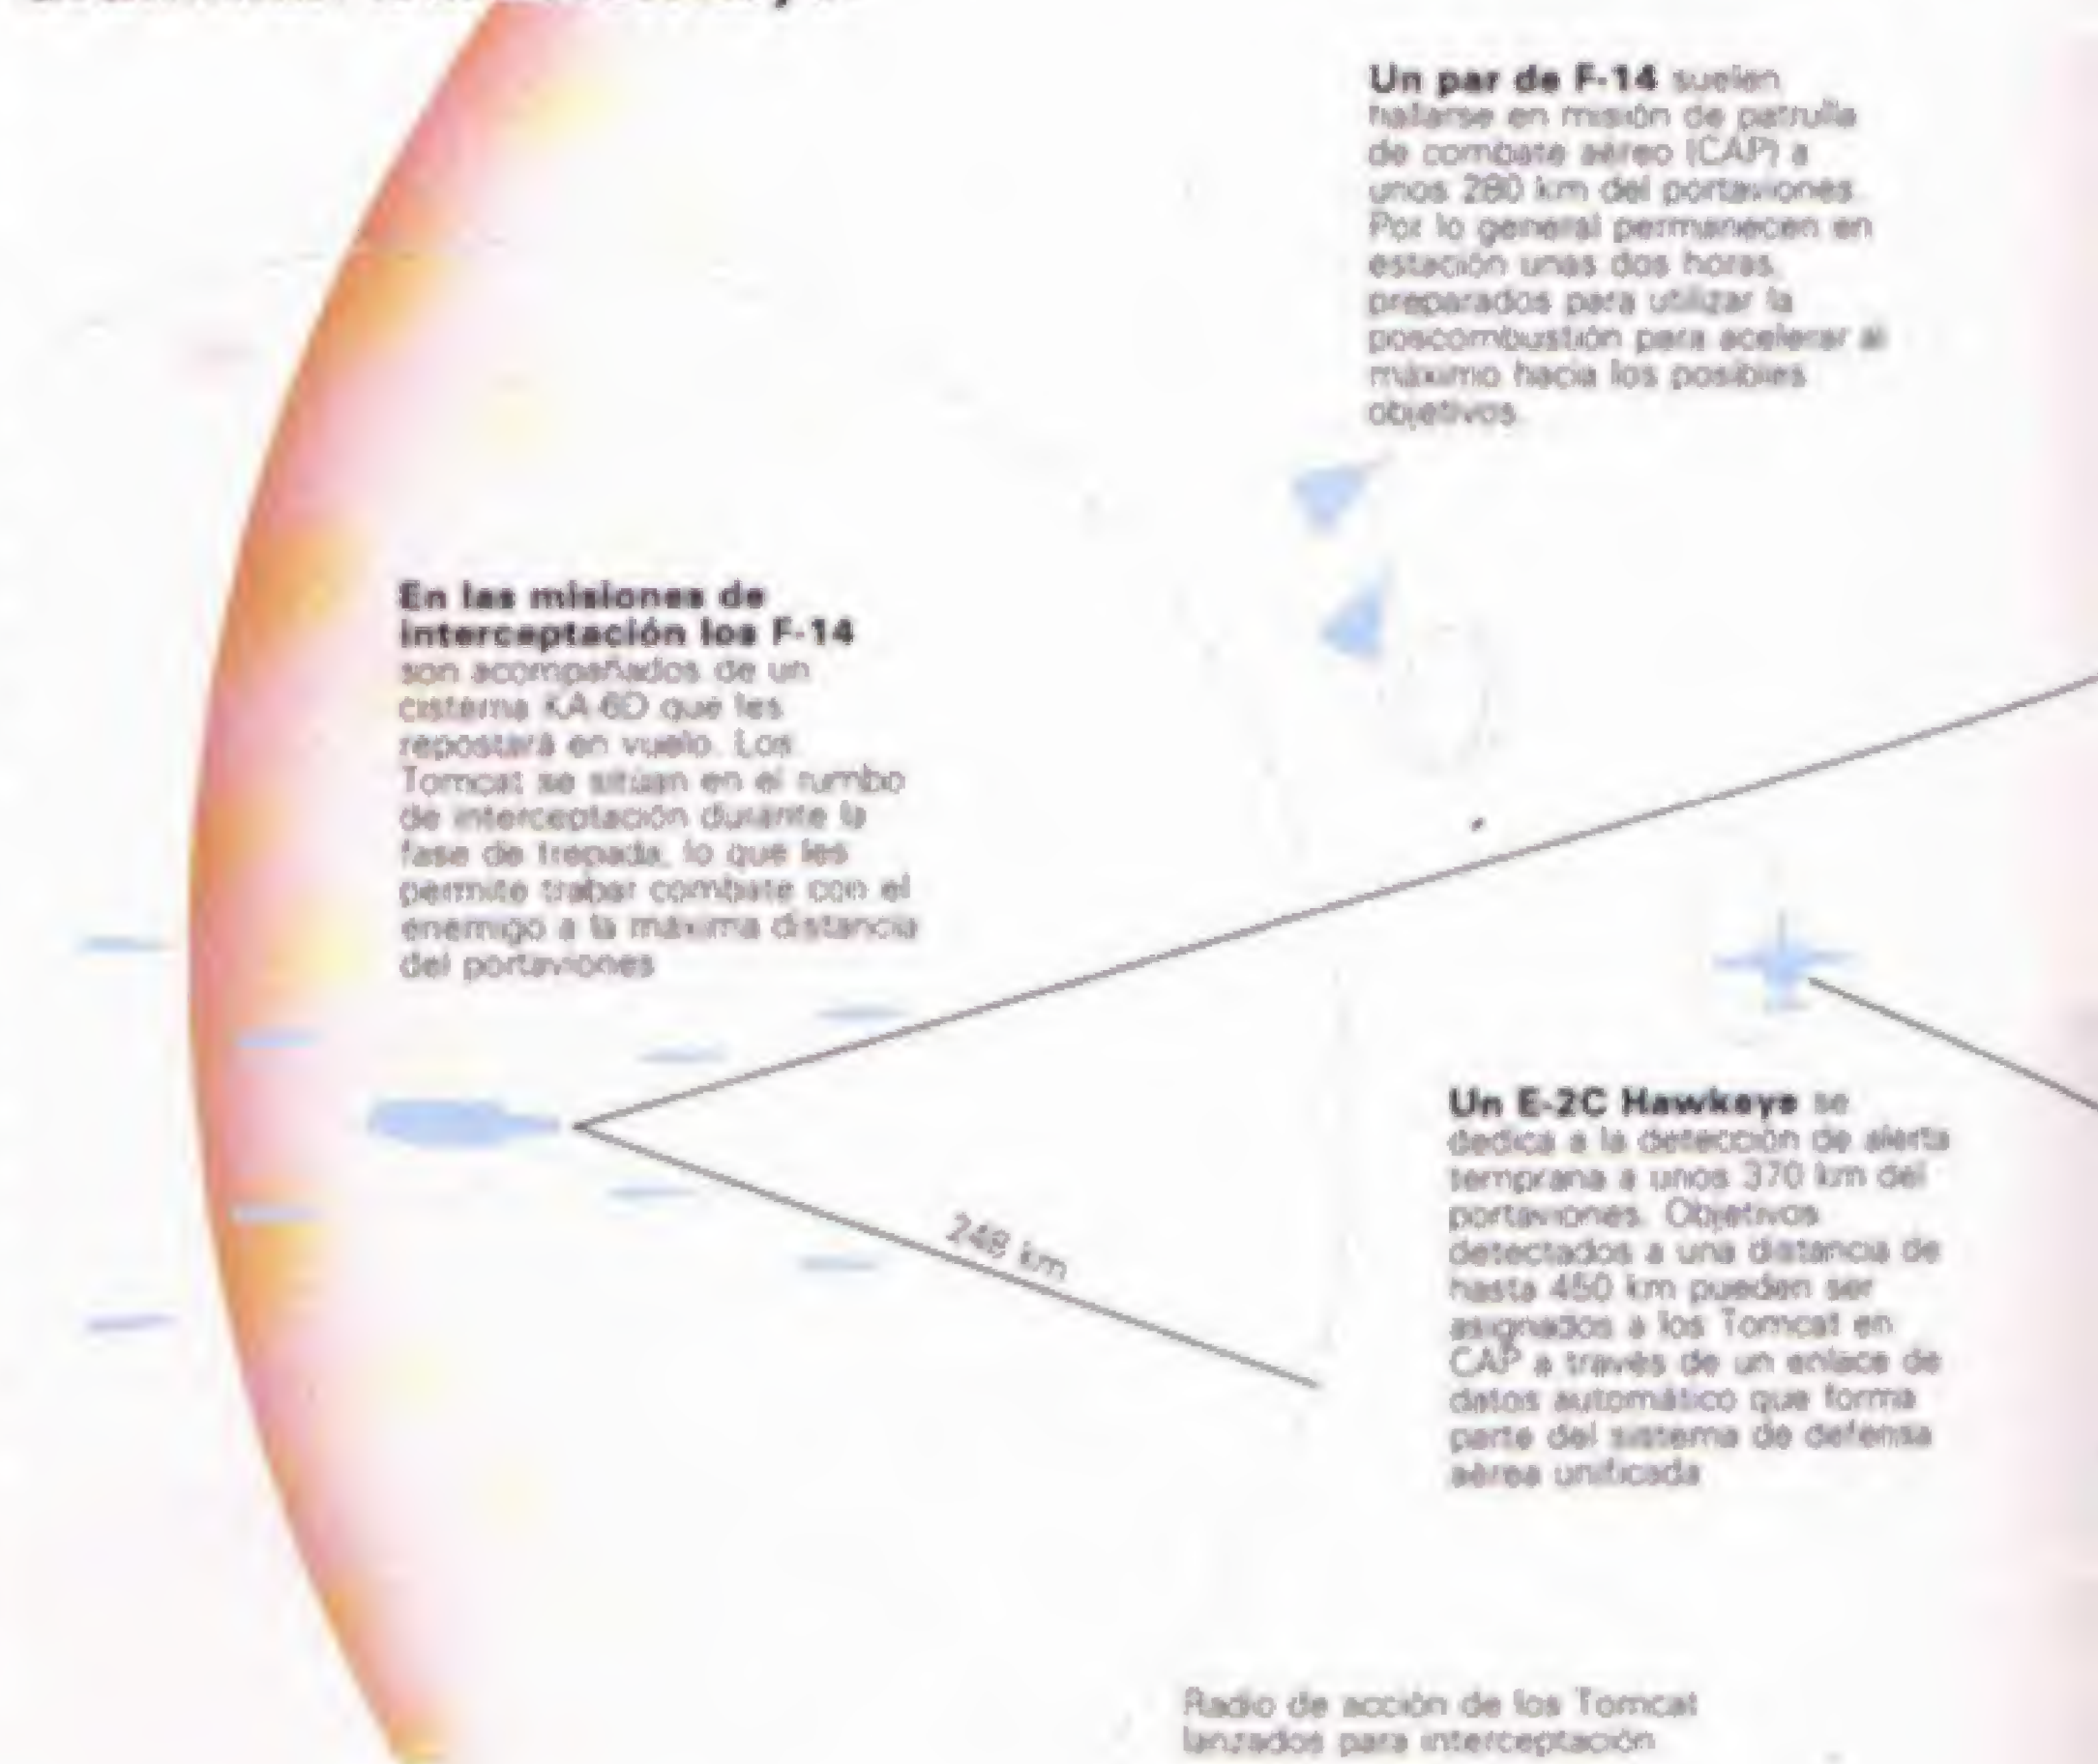 Un par de F-14 suelen
hallarse en misión de patrulla
de combate aéreo (CAP) a
unos 280 km del portaviones.
Por lo general permanecen en
estación unas dos horas,
preparados para utilizar la
poscombustión para acelerar al
máximo hacia los posibles
objetivos.
En las misiones de
interceptación los F-14
son acompañados de un
cisterna KA-6D que les
repostará en vuelo. Los
Tomcat se sitúan en el rumbo
de interceptación durante la
fase de trepada, lo que les
permite trabar combate con el
enemigo a la máxima distancia
del portaviones
248 km
Un E-2C Hawkeye se
dedica a la detección de alerta
temprana a unos 370 km del
portaviones. Objetivos
detectados a una distancia de
hasta 450 km pueden ser
asignados a los Tomcat en
CAP a través de un enlace de
datos automático que forma
parte del sistema de defensa
aérea unificada
Radio de acción de los Tomcat
lanzados para interceptación